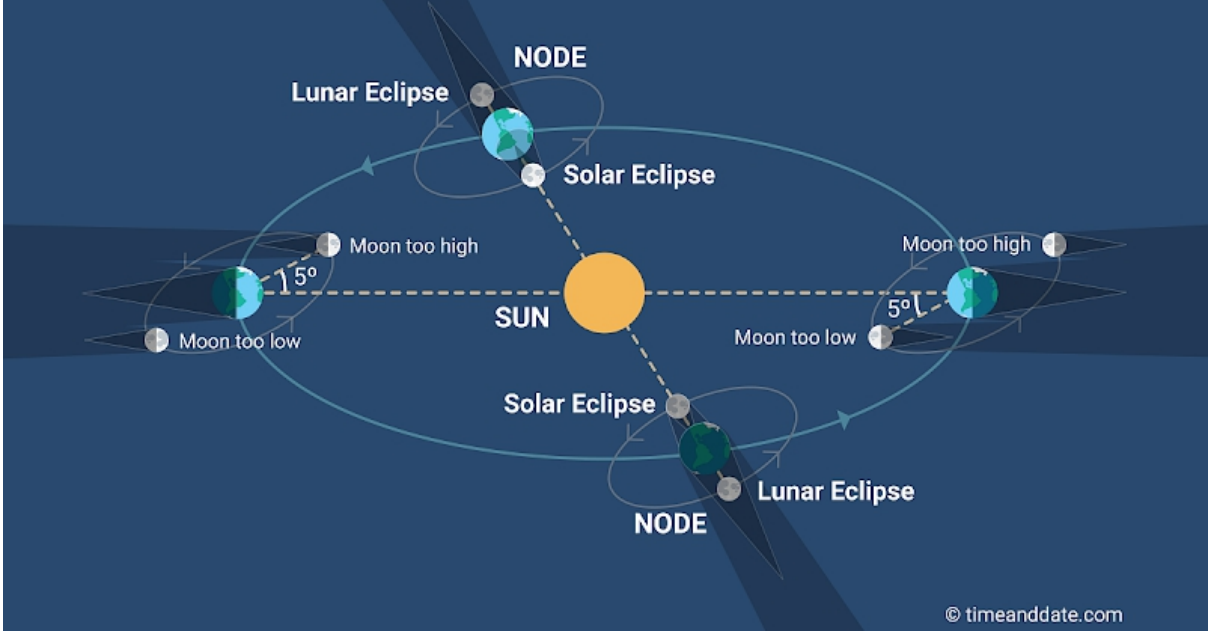 NODE
Lunar Eclipse
Solar Eclipse
Moon too high
5º
Moon too low
SUN
Moon too high
5º
Moon too low
Solar Eclipse
Lunar Eclipse
NODE
© timeanddate.com